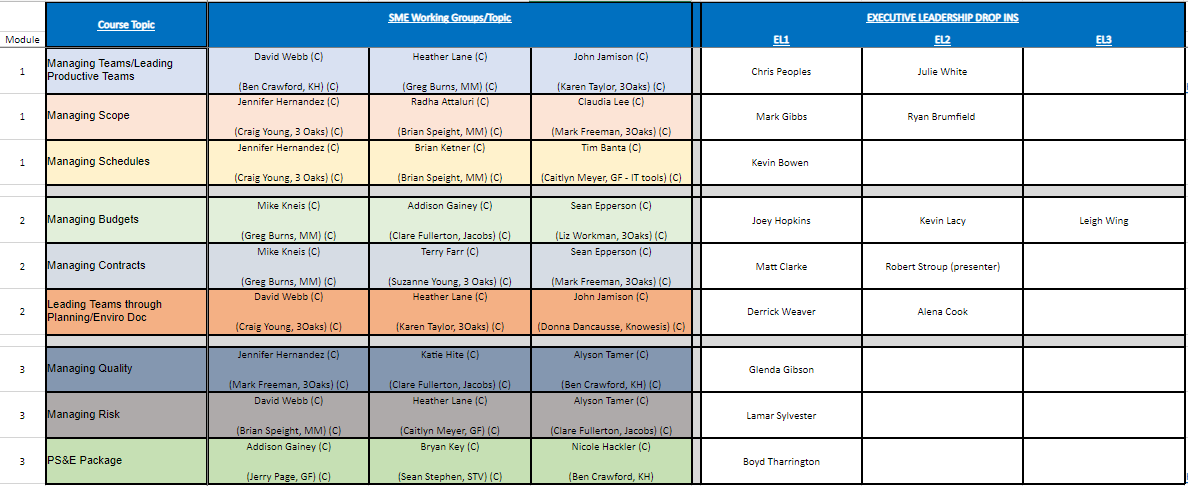 Course Topic
SME Working Groups/Topic
EXECUTIVE LEADERSHIP DROP INS
Module
EL1 EL2 EL3
1
Managing Teams/Leading
Productive Teams
David Webb (C)
(Ben Crawford, KH) (C)
Heather Lane (C)
(Greg Burns, MM) (C)
John Jamison (C)
(Karen Taylor, 3Oaks) (C)
Chris Peoples
Julie White
1
Managing Scope
Jennifer Hernandez (C)
(Craig Young, 3 Oaks) (C)
Radha Attaluri (C)
(Brian Speight, MM) (C)
Claudia Lee (C)
(Mark Freeman, 3Oaks) (C)
Mark Gibbs
Ryan Brumfield
1
Managing Schedules
Jennifer Hernandez (C)
(Craig Young, 3 Oaks) (C)
Brian Ketner (C)
(Brian Speight, MM) (C)
Tim Banta (C)
(Caitlyn Meyer, GF - IT tools) (C)
Kevin Bowen
2
Managing Budgets
Mike Kneis (C)
(Greg Burns, MM) (C)
Addison Gainey (C)
(Clare Fullerton, Jacobs) (C)
Sean Epperson (C)
(Liz Workman, 3Oaks) (C)
Joey Hopkins
Kevin Lacy
Leigh Wing
2
Managing Contracts
Mike Kneis (C)
(Greg Burns, MM) (C)
Terry Farr (C)
(Suzanne Young, 3 Oaks) (C)
Sean Epperson (C)
(Mark Freeman, 3Oaks) (C)
Matt Clarke
Robert Stroup (presenter)
2
Leading Teams through
Planning/Enviro Doc
David Webb (C)
(Craig Young, 3Oaks) (C)
Heather Lane (C)
(Karen Taylor, 3Oaks) (C)
John Jamison (C)
(Donna Dancausse, Knowesis) (C)
Derrick Weaver
Alena Cook
3
Managing Quality
Jennifer Hernandez (C)
(Mark Freeman, 3Oaks) (C)
Katie Hite (C)
(Clare Fullerton, Jacobs) (C)
Alyson Tamer (C)
(Ben Crawford, KH) (C)
Glenda Gibson
3
Managing Risk
David Webb (C)
(Brian Speight, MM) (C)
Heather Lane (C)
(Caitlyn Meyer, GF) (C)
Alyson Tamer (C)
(Clare Fullerton, Jacobs) (C)
Lamar Sylvester
3
PS&E Package
Addison Gainey (C)
(Jerry Page, GF) (C)
Bryan Key (C)
(Sean Stephen, STV) (C)
Nicole Hackler (C)
(Ben Crawford, KH)
Boyd Tharrington